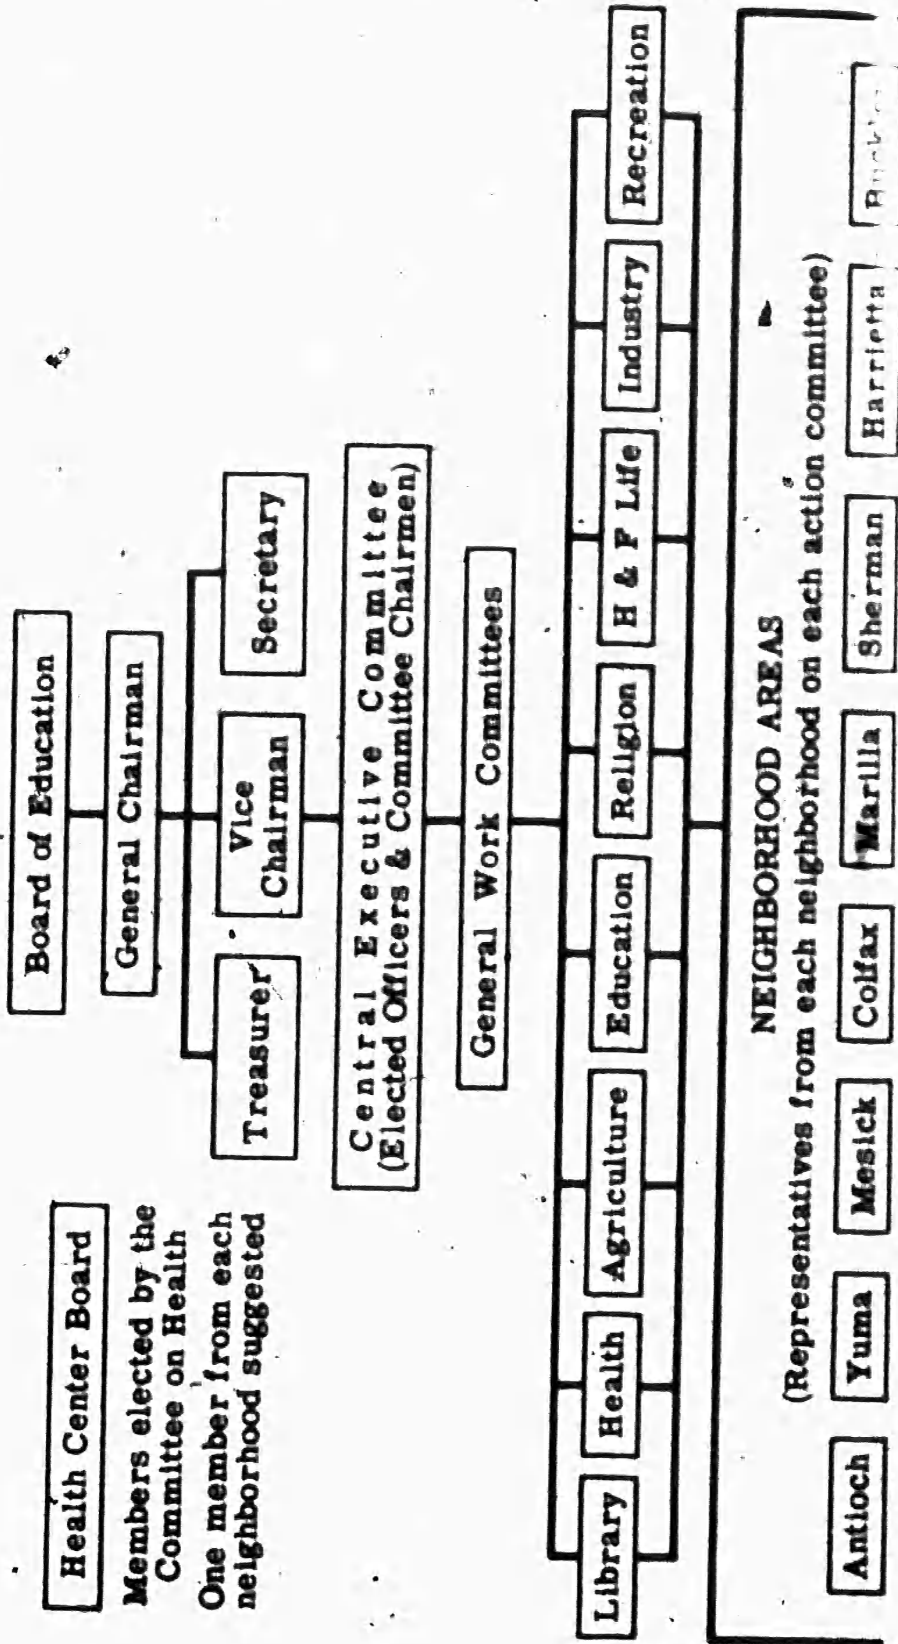 Board of Education
General Chairman
Treasurer
Vice
Chairman
Secretary
Health Center Board
Members elected by the
Committee on Health
One member from each
neighborhood suggested
Central Executive Committee
(Elected Officers & Committee Chairmen)
General Work Committees
Library
Health
Agriculture
Education
Religion
H & F Life
Industry
Recreation
NEIGHBORHOOD AREAS
(Representatives from each neighborhood on each action committee)
Antioch
Yuma
Mesick
Colfax
Marilla
Sherman
Harrietta